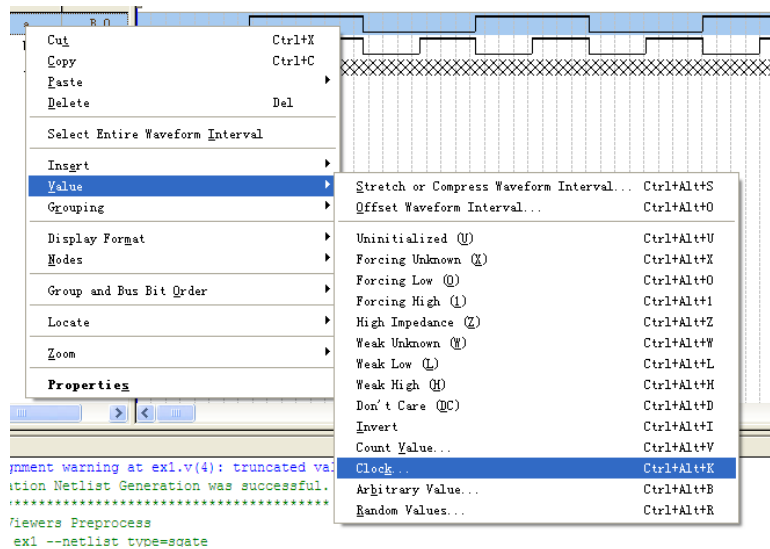 B 0
Cut Ctrl+X
Copy Ctrl+C
Paste
Delete Del
Select Entire Waveform Interval
Insert
Value
Grouping
Display Format
Nodes
Group and Bus Bit Order
Locate
Zoom
Properties
Stretch or Compress Waveform Interval... Ctrl+Alt+S
Offset Waveform Interval... Ctrl+Alt+O
Uninitialized (U) Ctrl+Alt+U
Forcing Unknown (X) Ctrl+Alt+X
Forcing Low (0) Ctrl+Alt+0
Forcing High (1) Ctrl+Alt+1
High Impedance (Z) Ctrl+Alt+Z
Weak Unknown (W) Ctrl+Alt+W
Weak Low (L) Ctrl+Alt+L
Weak High (H) Ctrl+Alt+H
Don't Care (DC) Ctrl+Alt+D
Invert Ctrl+Alt+I
Count Value... Ctrl+Alt+V
Clock... Ctrl+Alt+K
Arbitrary Value... Ctrl+Alt+B
Random Values... Ctrl+Alt+R
gnment warning at ex1.v(4): truncated val
ation Netlist Generation was successful.
****************************************
Viewers Preprocess
ex1 --netlist type=sgate